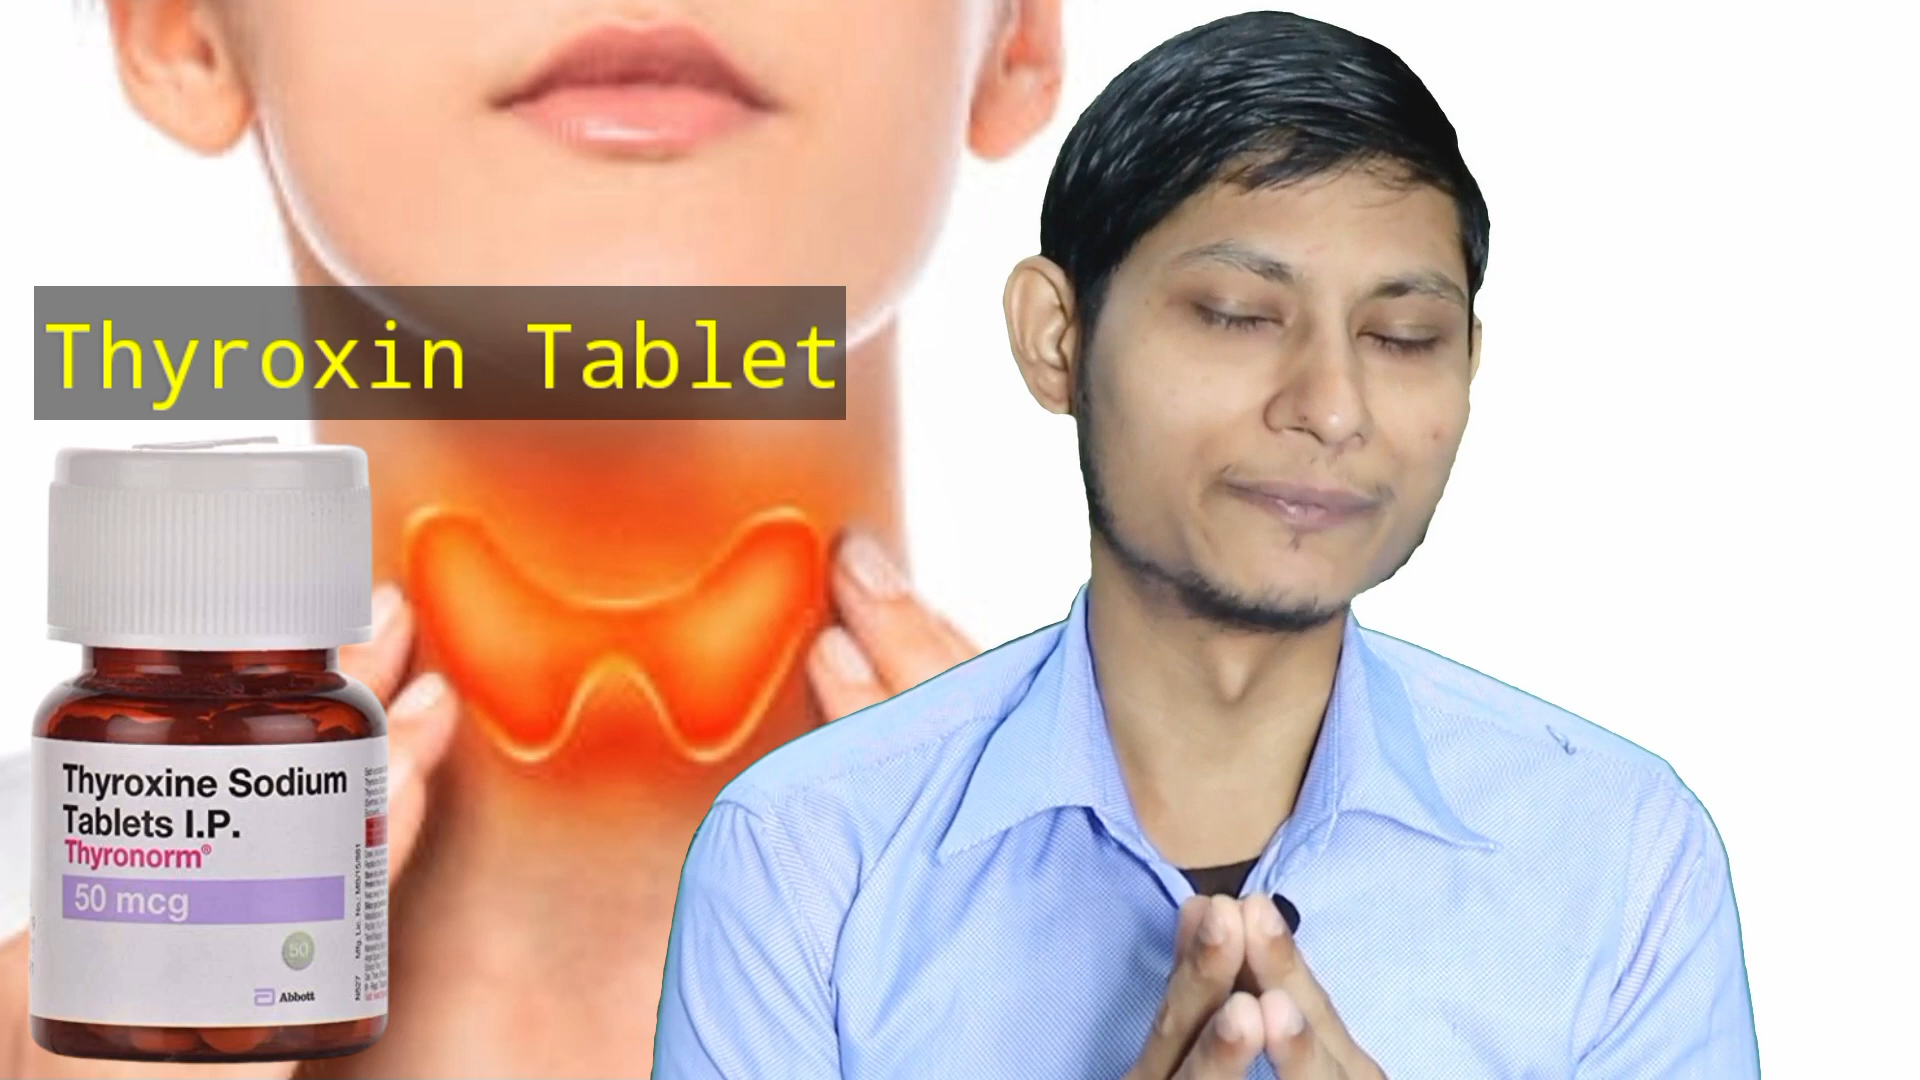 Thyroxin Tablet
Thyroxine Sodium
Tablets I.P.
Thyronorm®
50 mcg
50
Abbott